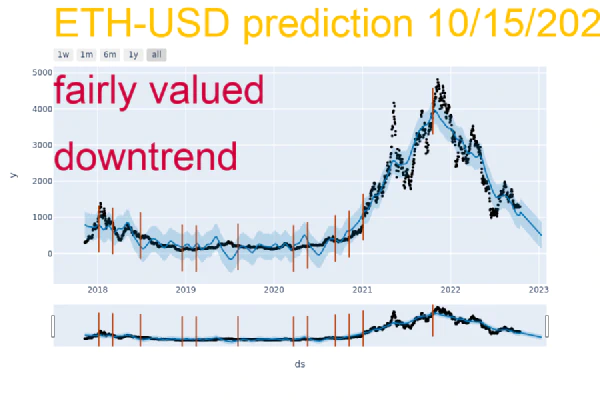 ETH-USD prediction 10/15/202
1w 1m 6m 1y all
fairly valued
downtrend
5000
4000
3000
2000
1000
0
y
2018 2019 2020 2021 2022 2023
ds